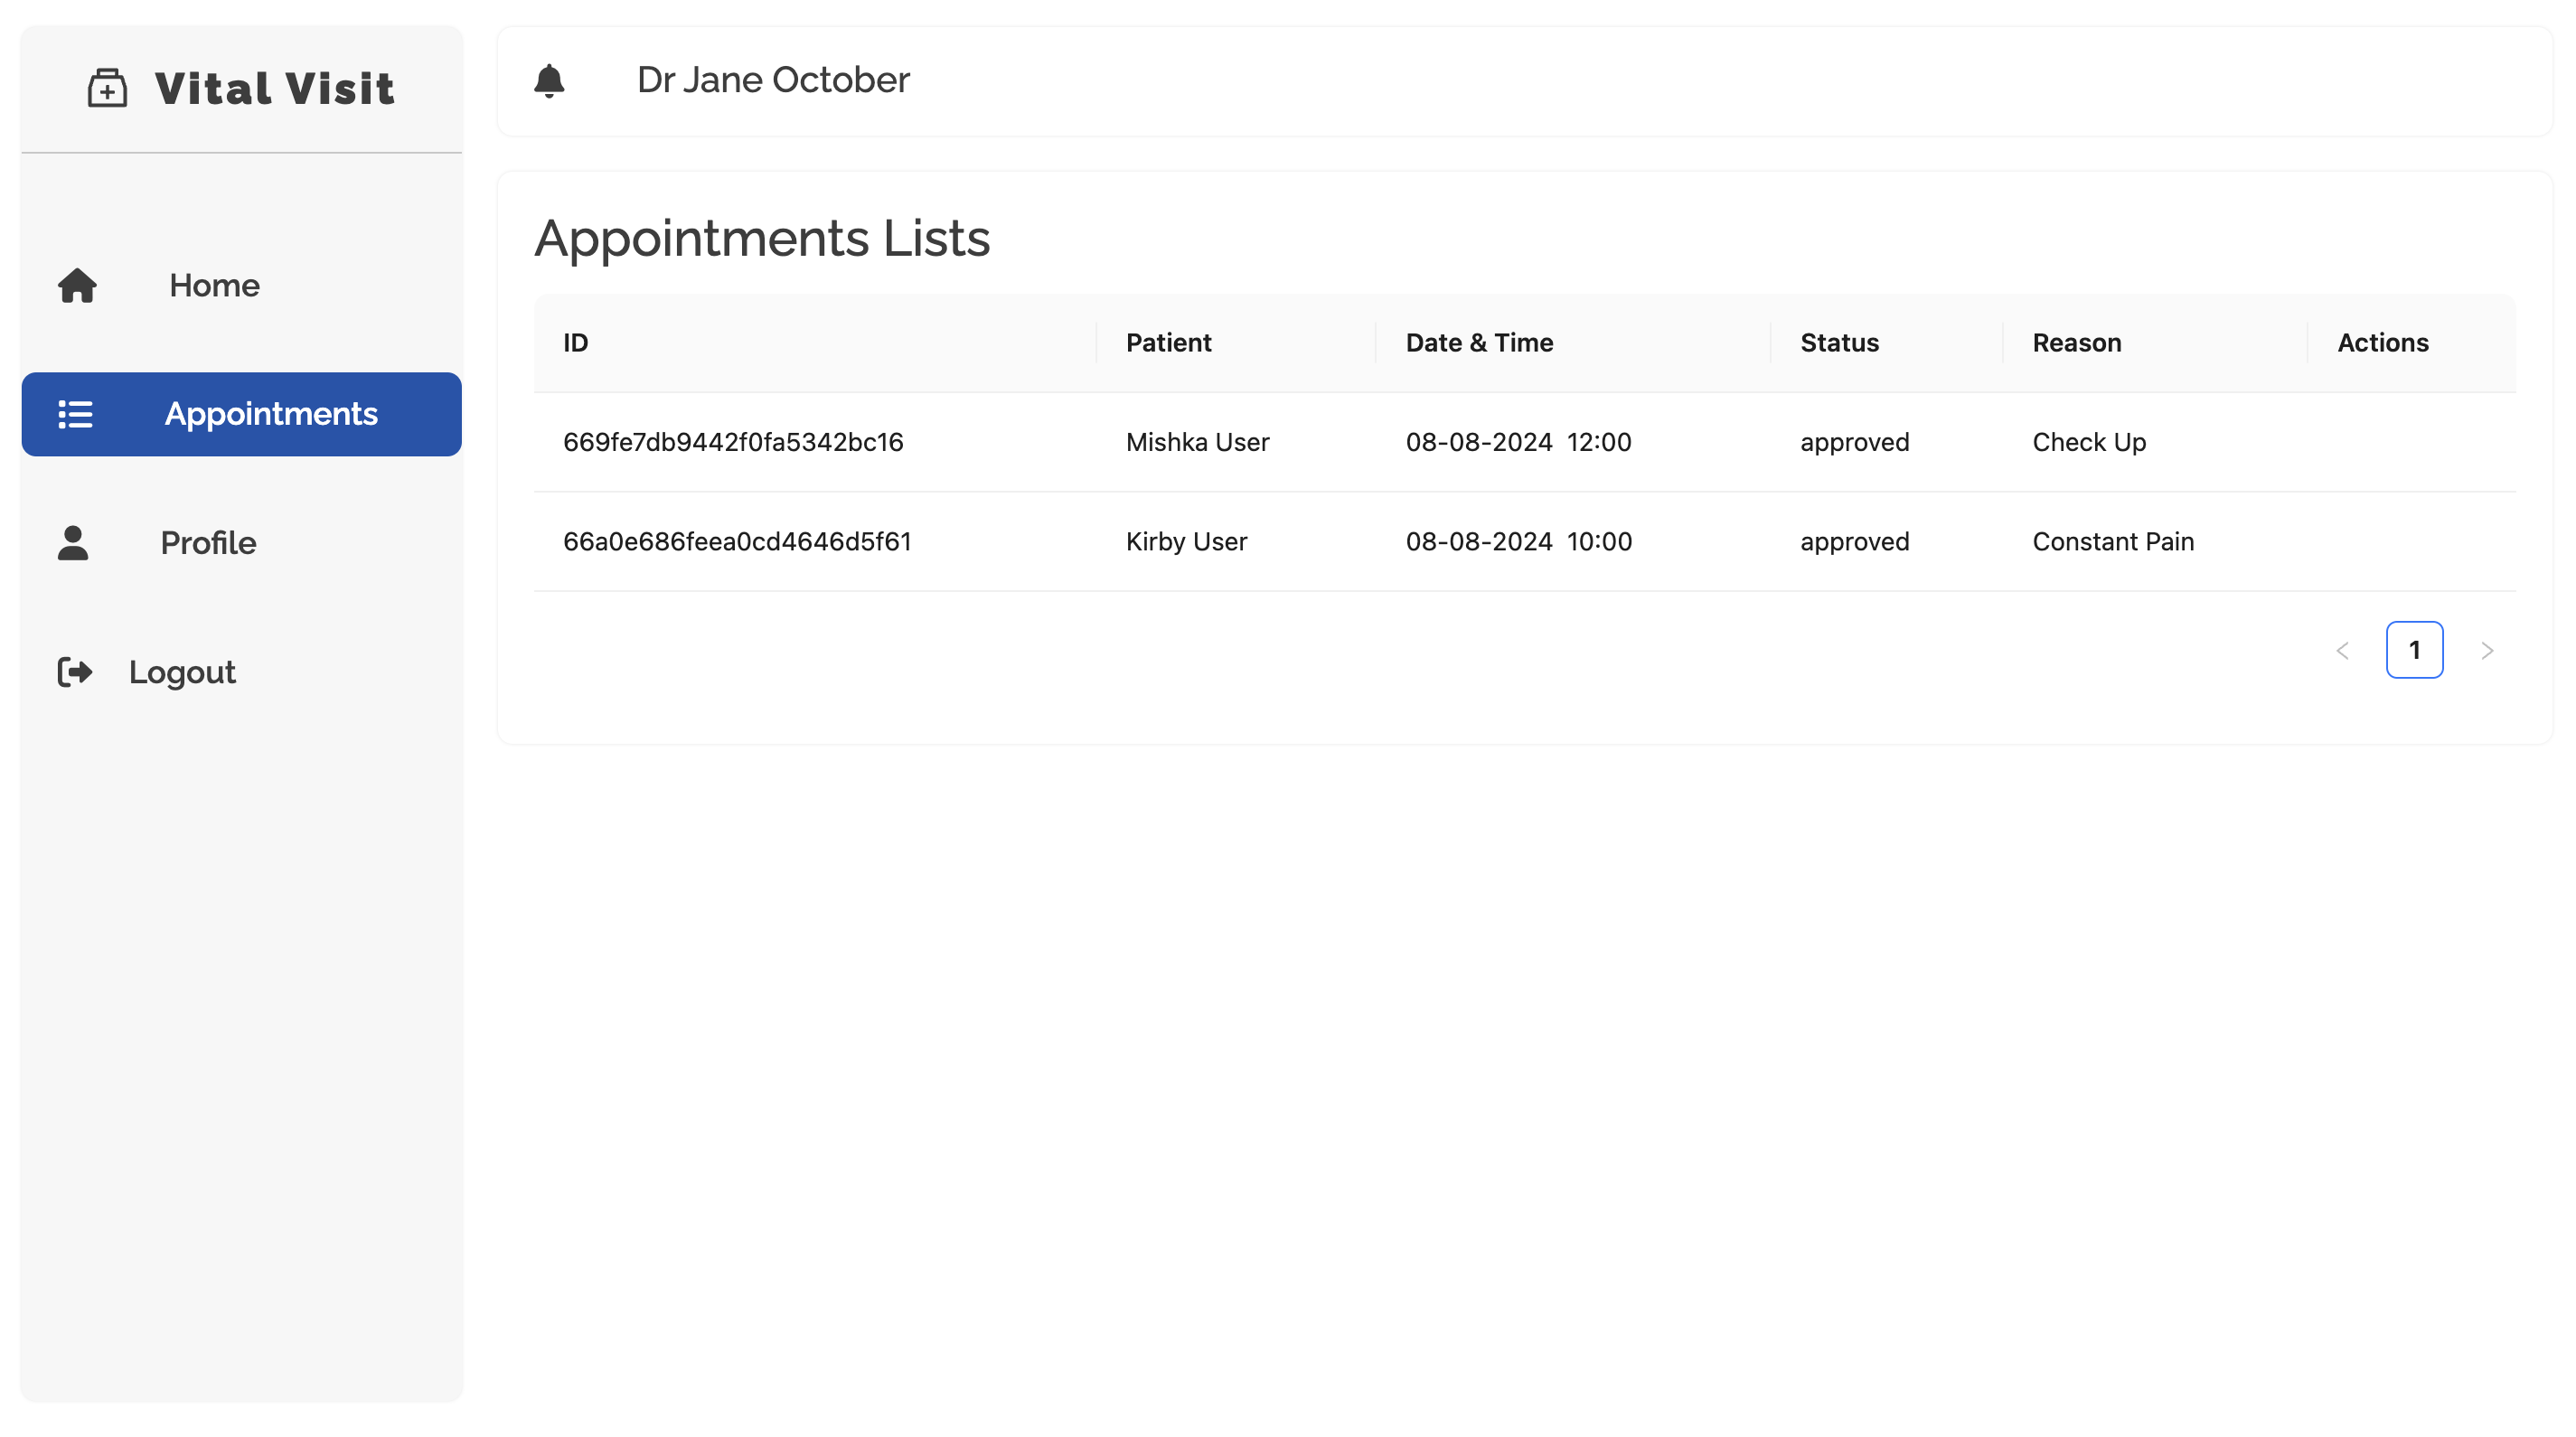 Vital Visit
Home
Appointments
Profile
Logout
Dr Jane October
Appointments Lists
ID Patient Date & Time Status Reason Actions
669fe7db9442f0fa5342bc16 Mishka User 08-08-2024 12:00 approved Check Up
66a0e686feea0cd4646d5f61 Kirby User 08-08-2024 10:00 approved Constant Pain
1